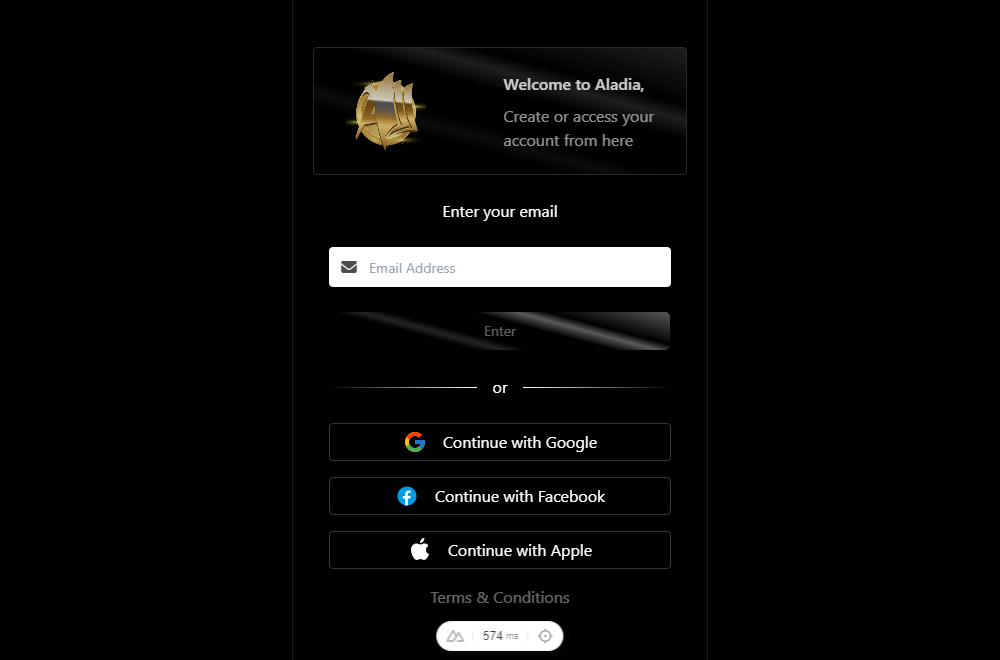 Welcome to Aladia,
Create or access your
account from here
Enter your email
Email Address
Enter
or
Continue with Google
Continue with Facebook
Continue with Apple
Terms & Conditions
574 ms